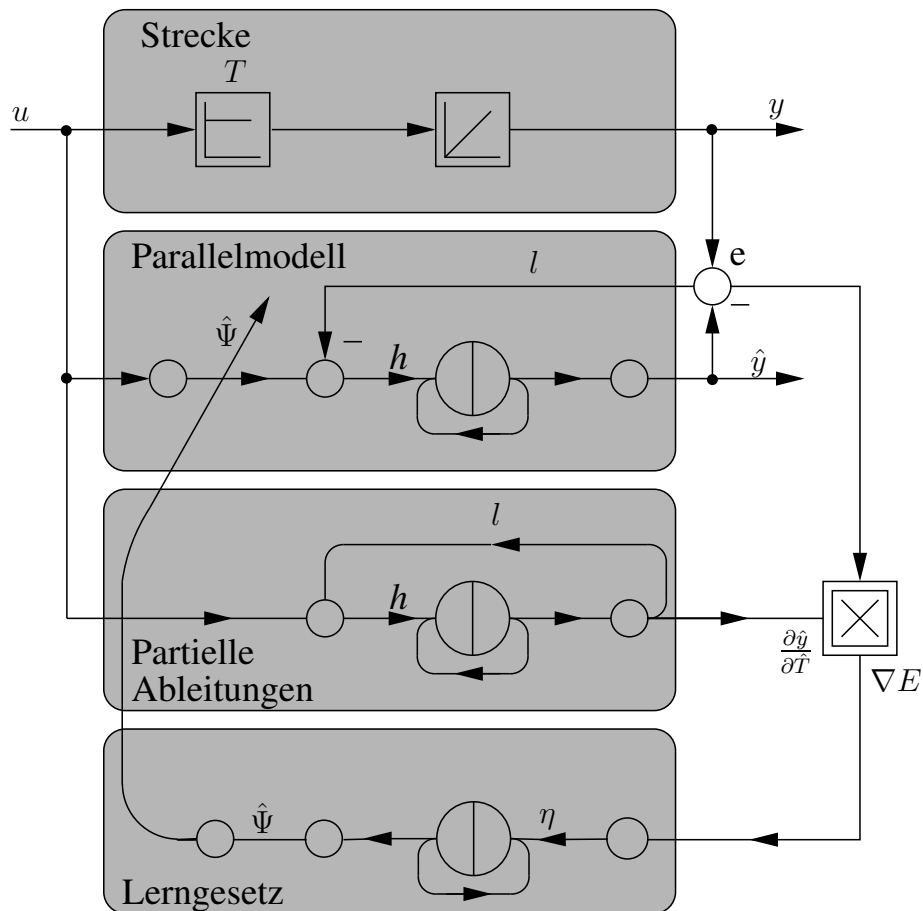 Strecke
T
u
y
Parallelmodell
l
e
–
Ψ̂
–
h
ŷ
l
h
Partielle
Ableitungen
∂ŷ
∂T̂
∇E
Ψ̂
η
Lerngesetz